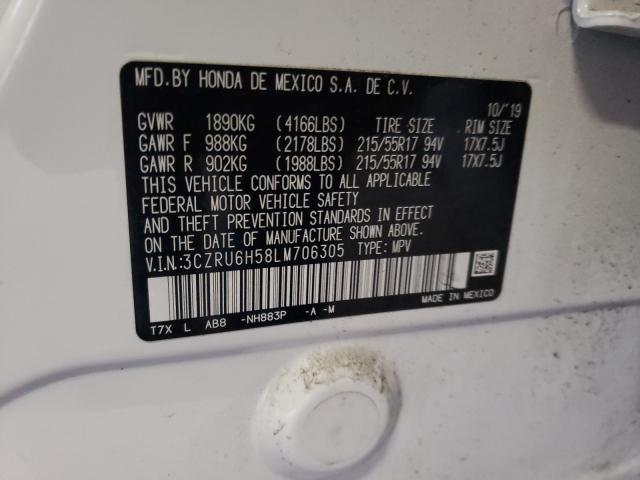 MFD. BY HONDA DE MEXICO S.A. DE C.V.
10/'19
GVWR 1890KG (4166LBS) TIRE SIZE RIM SIZE
GAWR F 988KG (2178LBS) 215/55R17 94V 17X7.5J
GAWR R 902KG (1988LBS) 215/55R17 94V 17X7.5J
THIS VEHICLE CONFORMS TO ALL APPLICABLE
FEDERAL MOTOR VEHICLE SAFETY
AND THEFT PREVENTION STANDARDS IN EFFECT
ON THE DATE OF MANUFACTURE SHOWN ABOVE.
V.I.N.:3CZRU6H58LM706305 TYPE: MPV
MADE IN MEXICO
T7X L AB8 -NH883P -A -M